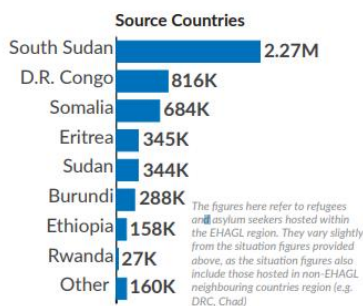 Source Countries
South Sudan 2.27M
D.R. Congo 816K
Somalia 684K
Eritrea 345K
Sudan 344K
Burundi 288K
Ethiopia 158K
Rwanda 27K
Other 160K
The figures here refer to refugees
and asylum seekers hosted within
the EHAGL region. They vary slightly
from the situation figures provided
above, as the situation figures also
include those hosted in non-EHAGL
neighbouring countries region (e.g.
DRC, Chad)